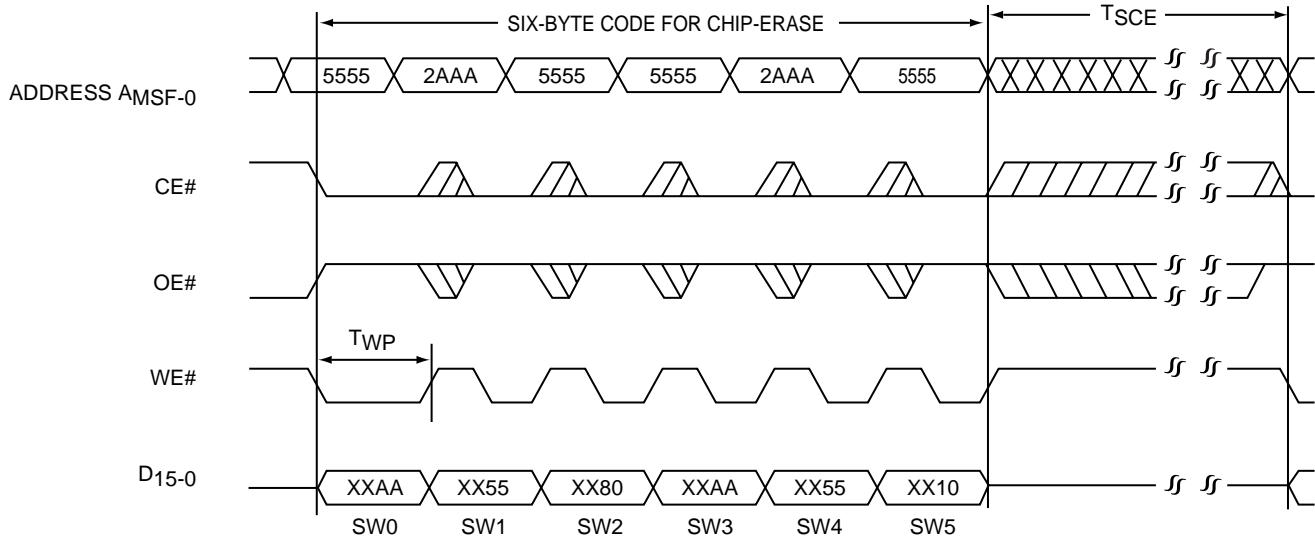 SIX-BYTE CODE FOR CHIP-ERASE TSCE
ADDRESS AMSF-0 5555 2AAA 5555 5555 2AAA 5555
CE#
OE#
TWP
WE#
D15-0 XXAA XX55 XX80 XXAA XX55 XX10
SW0 SW1 SW2 SW3 SW4 SW5